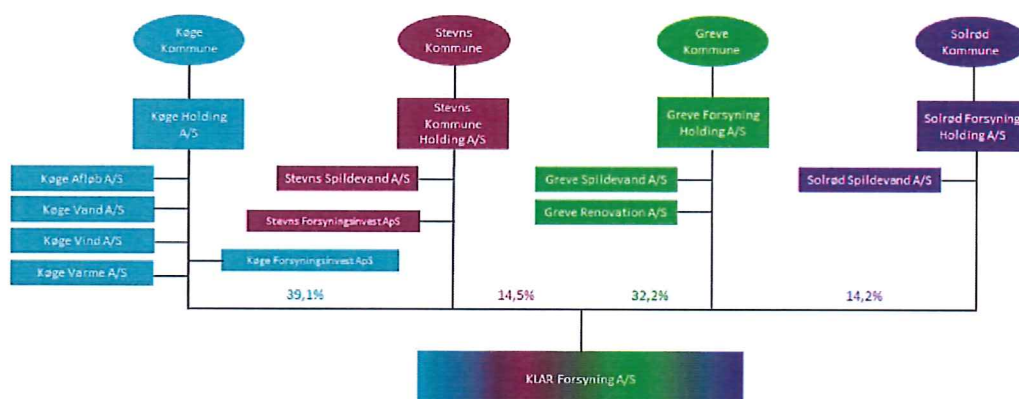 Køge
Kommune
Stevns
Kommune
Greve
Kommune
Solrød
Kommune
Køge Holding
A/S
Stevns
Kommune
Holding A/S
Greve Forsyning
Holding A/S
Solrød Forsyning
Holding A/S
Køge Afløb A/S
Køge Vand A/S
Køge Vind A/S
Køge Varme A/S
Køge Forsyningsinvest ApS
Stevns Spildevand A/S
Stevns Forsyningsinvest ApS
Greve Spildevand A/S
Greve Renovation A/S
Solrød Spildevand A/S
39,1%
14,5%
32,2%
14,2%
KLAR Forsyning A/S